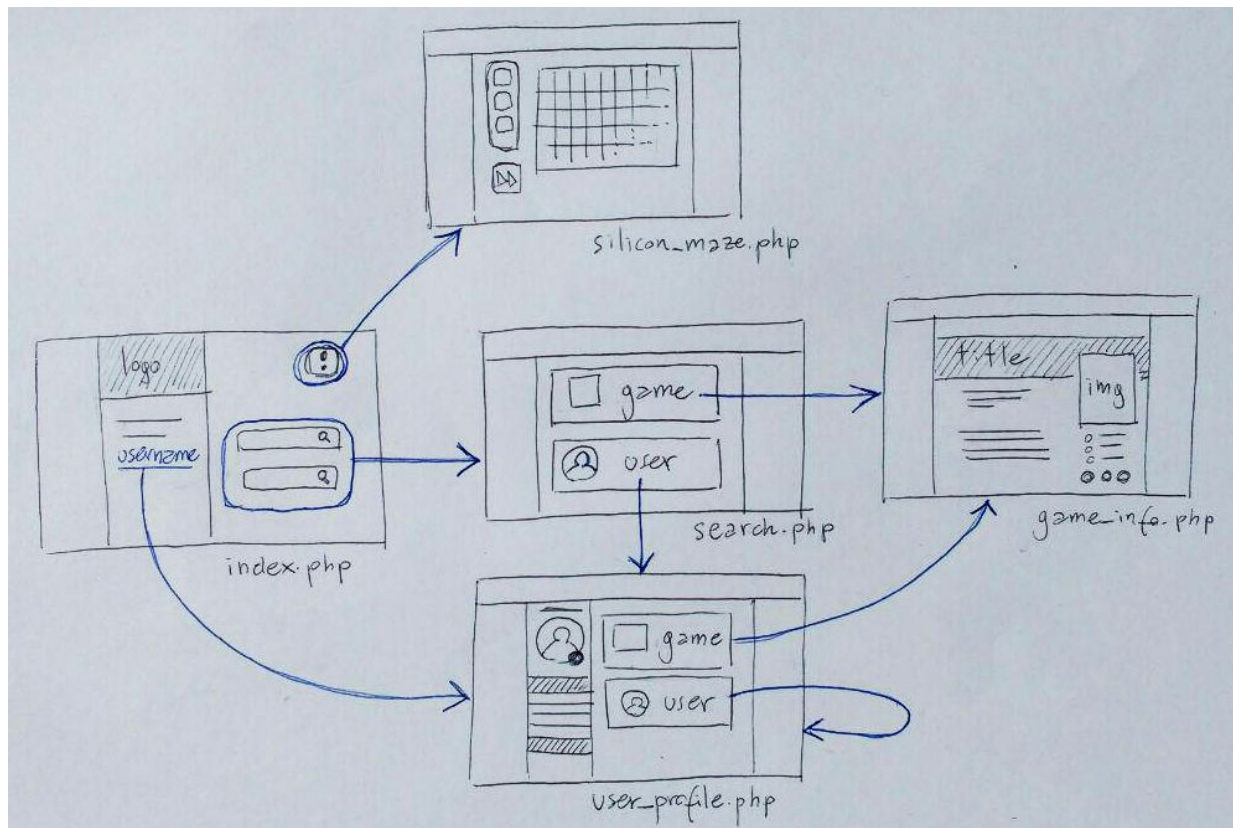 silicon_maze.php
logo
username
index.php
game
user
search.php
title
img
game_info.php
game
user
user_profile.php